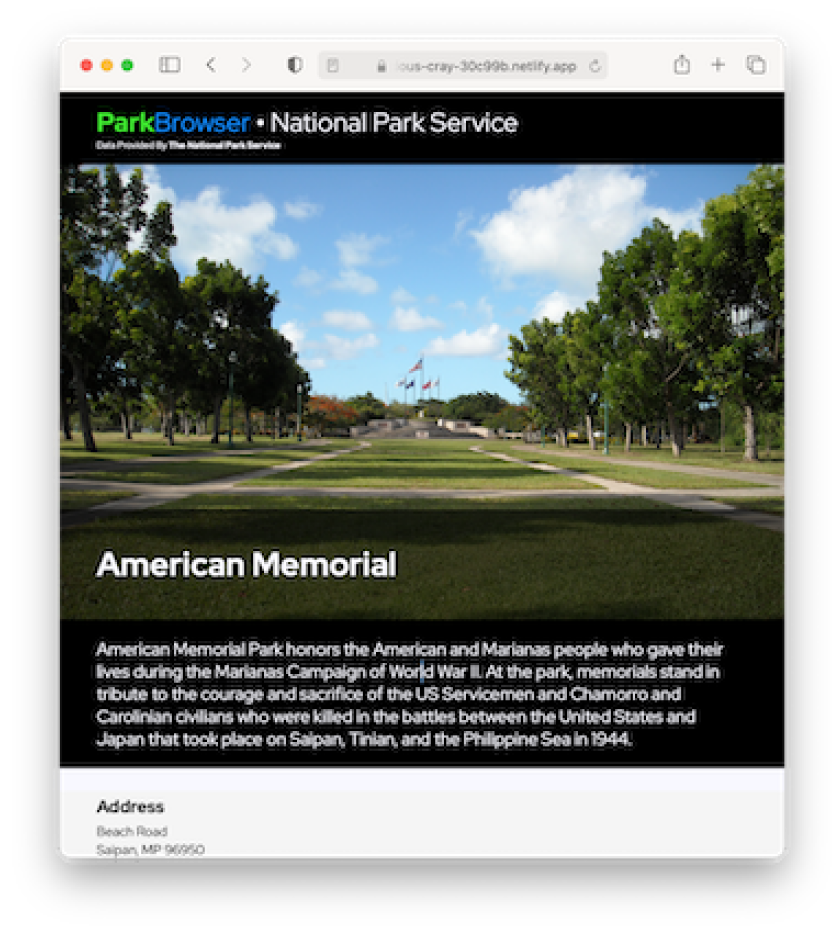 ous-cray-30c99b.netlify.app
ParkBrowser • National Park Service
Data Provided By The National Park Service
American Memorial
American Memorial Park honors the American and Marianas people who gave their
lives during the Marianas Campaign of World War II. At the park, memorials stand in
tribute to the courage and sacrifice of the US Servicemen and Chamorro and
Carolinian civilians who were killed in the battles between the United States and
Japan that took place on Saipan, Tinian, and the Philippine Sea in 1944.
Address
Beach Road
Saipan, MP 96950